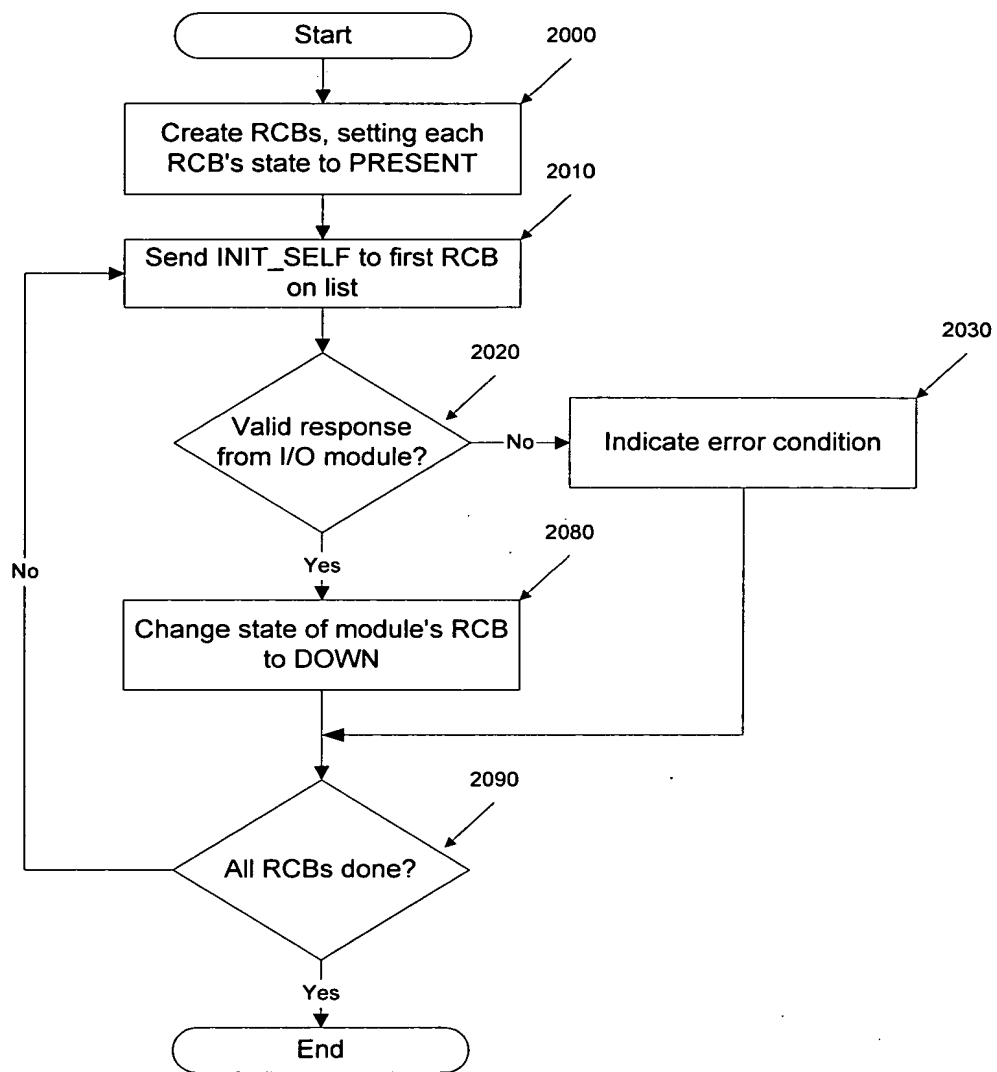 Start
2000
Create RCBs, setting each
RCB's state to PRESENT
2010
Send INIT_SELF to first RCB
on list
2020
2030
Valid response
from I/O module?
No
Indicate error condition
Yes
2080
No
Change state of module's RCB
to DOWN
2090
All RCBs done?
Yes
End